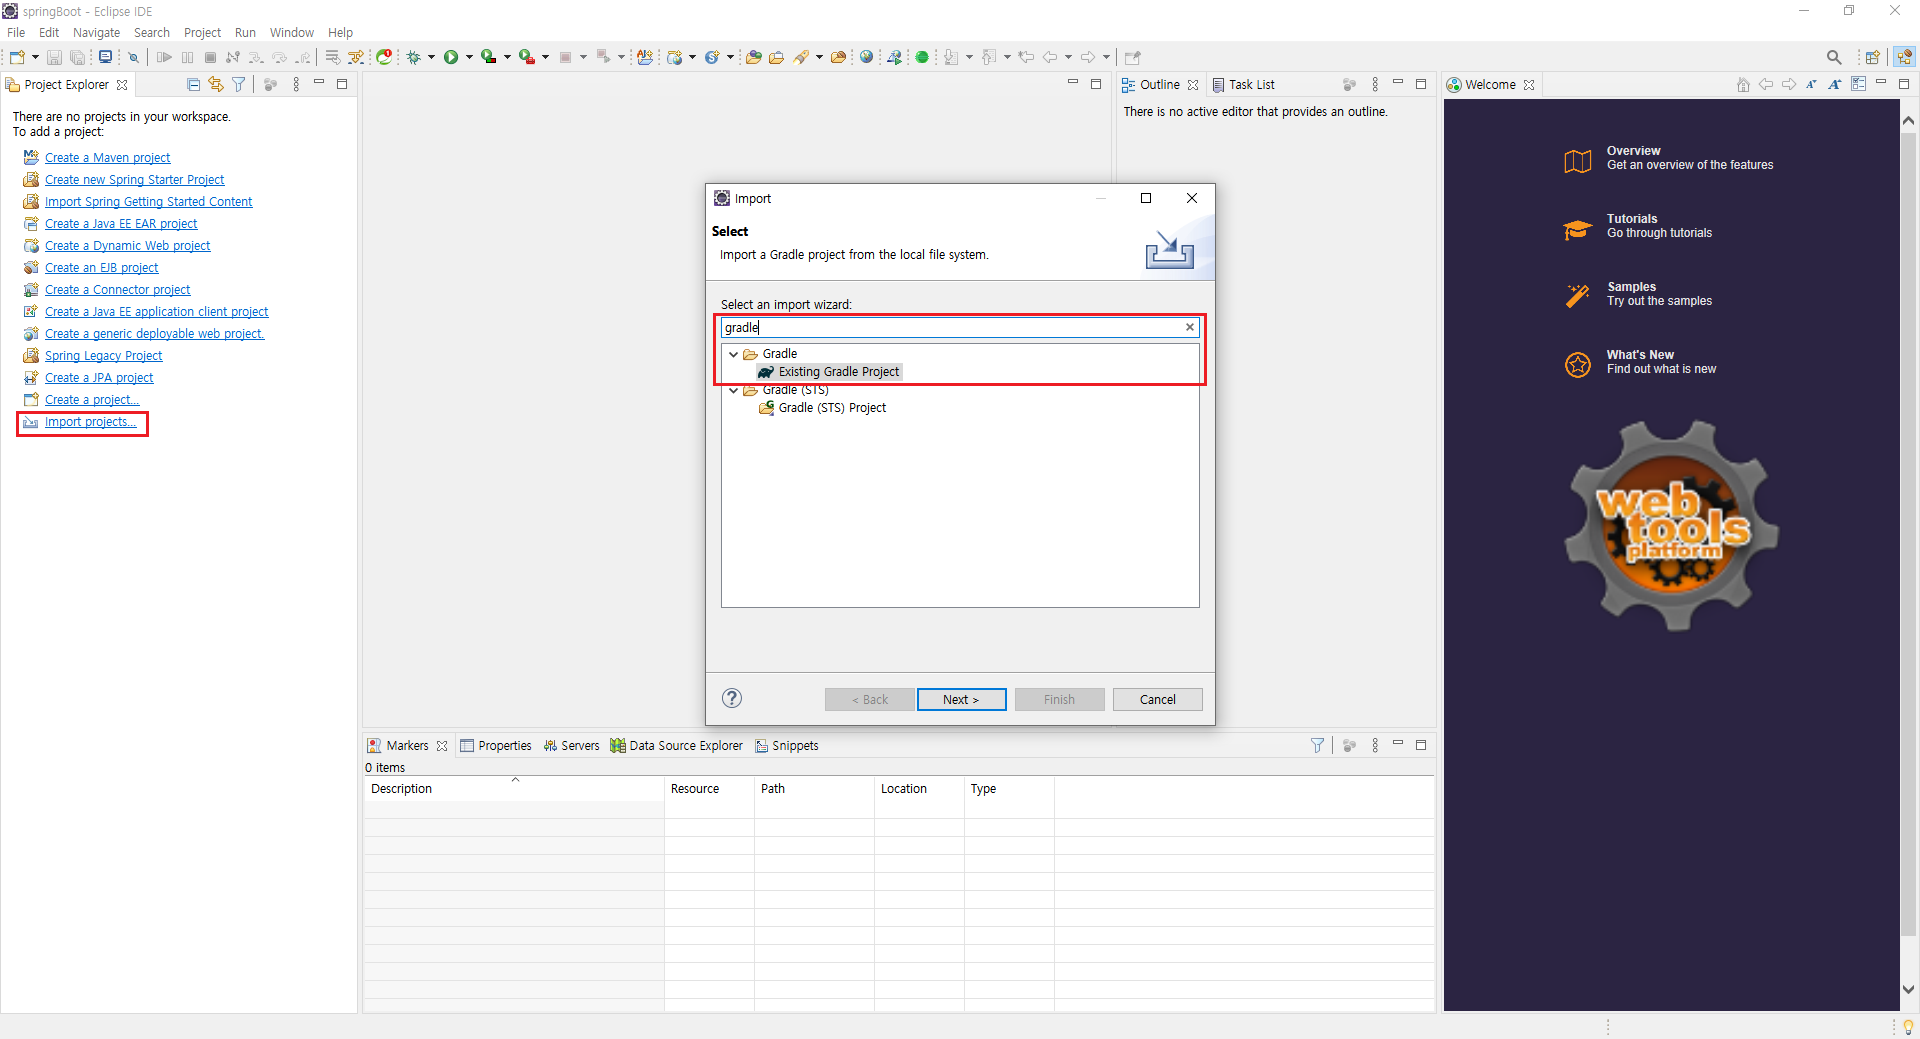 springBoot - Eclipse IDE
File Edit Navigate Search Project Run Window Help
Project Explorer
There are no projects in your workspace.
To add a project:
Create a Maven project
Create new Spring Starter Project
Import Spring Getting Started Content
Create a Java EE EAR project
Create a Dynamic Web project
Create an EJB project
Create a Connector project
Create a Java EE application client project
Create a generic deployable web project.
Spring Legacy Project
Create a JPA project
Create a project...
Import projects...
Import
Select
Import a Gradle project from the local file system.
Select an import wizard:
gradle
Gradle
Existing Gradle Project
Gradle (STS)
Gradle (STS) Project
< Back Next > Finish Cancel
Outline Task List
There is no active editor that provides an outline.
Welcome
Overview
Get an overview of the features
Tutorials
Go through tutorials
Samples
Try out the samples
What's New
Find out what is new
web
tools
platform
Markers Properties Servers Data Source Explorer Snippets
0 items
Description Resource Path Location Type